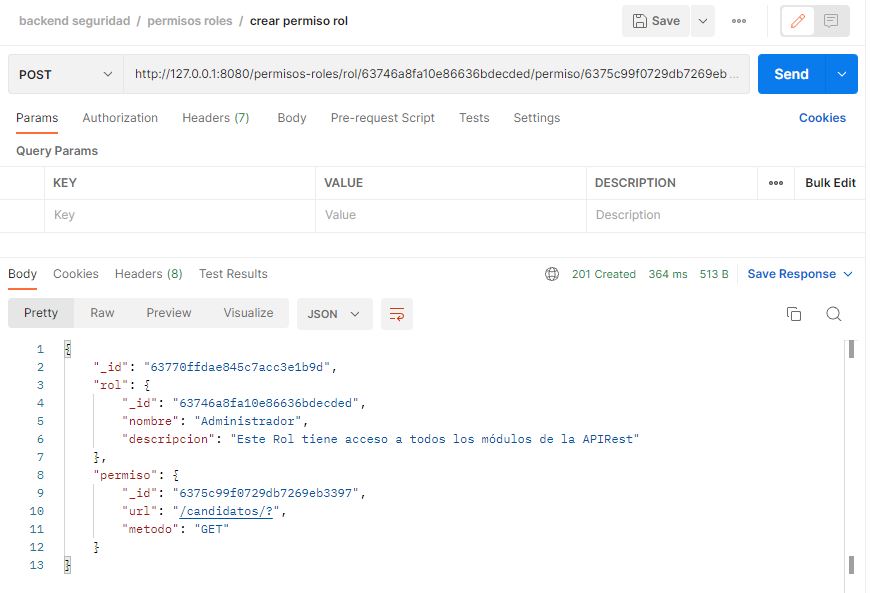 backend seguridad / permisos roles / crear permiso rol
Save
POST
http://127.0.0.1:8080/permisos-roles/rol/63746a8fa10e86636bdecded/permiso/6375c99f0729db7269eb...
Send
Params Authorization Headers (7) Body Pre-request Script Tests Settings Cookies
Query Params
KEY VALUE DESCRIPTION Bulk Edit
Key Value Description
Body Cookies Headers (8) Test Results 201 Created 364 ms 513 B Save Response
Pretty Raw Preview Visualize JSON
1 {
2 "_id": "63770ffdae845c7acc3e1b9d",
3 "rol": {
4 "_id": "63746a8fa10e86636bdecded",
5 "nombre": "Administrador",
6 "descripcion": "Este Rol tiene acceso a todos los módulos de la APIRest"
7 },
8 "permiso": {
9 "_id": "6375c99f0729db7269eb3397",
10 "url": "/candidatos/?",
11 "metodo": "GET"
12 }
13 }